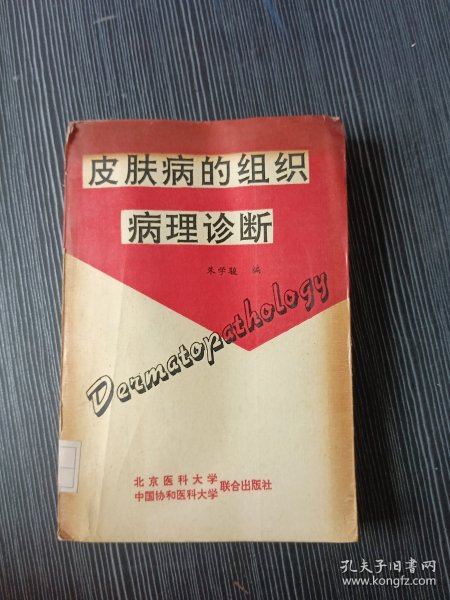 皮肤病的组织
病理诊断
朱学骏 编
Dermatopathology
北京医科大学
中国协和医科大学
联合出版社
孔夫子旧书网
www.kongfz.com